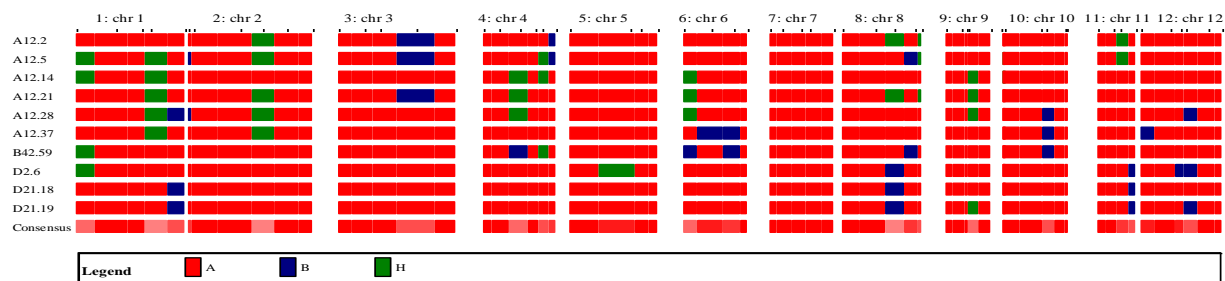 1: chr 1 2: chr 2 3: chr 3 4: chr 4 5: chr 5 6: chr 6 7: chr 7 8: chr 8 9: chr 9 10: chr 10 11: chr 11 12: chr 12
A12.2
A12.5
A12.14
A12.21
A12.28
A12.37
B42.59
D2.6
D21.18
D21.19
Consensus
Legend A B H